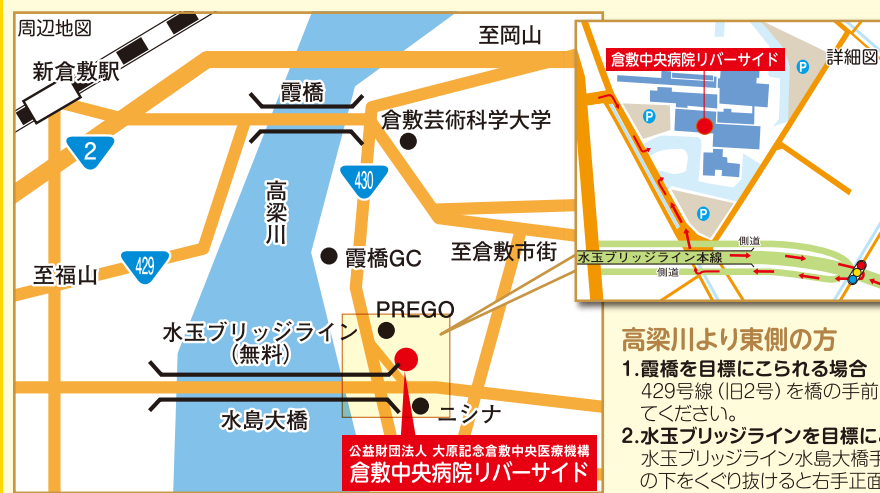 周辺地図
新倉敷駅
至岡山
霞橋
倉敷芸術科学大学
2
430
高梁川
霞橋GC
至倉敷市街
429
至福山
PREGO
水玉ブリッジライン
(無料)
水島大橋
ニシナ
公益財団法人 大原記念倉敷中央医療機構
倉敷中央病院リバーサイド
倉敷中央病院リバーサイド
詳細図
P
P
P
側道
水玉ブリッジライン本線
側道
高梁川より東側の方
1.霞橋を目標にこられる場合
429号線(旧2号)を橋の手前
てください。
2.水玉ブリッジラインを目標に
水玉ブリッジライン水島大橋手
の下をくぐり抜けると右手正面